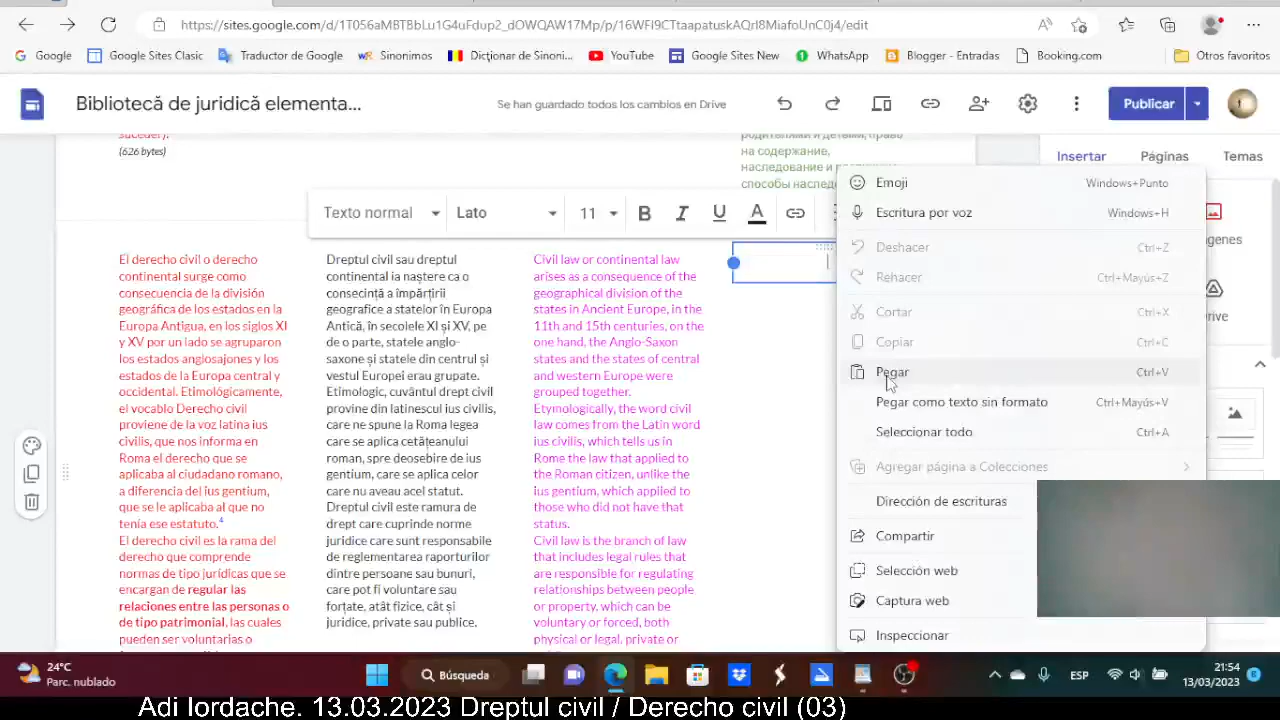 https://sites.google.com/d/1T056aMBTBbLu1G4uFdup2_dOWQAW17Mp/p/16WFi9CTtaapatuskAQrI8MiafoUnC0j4/edit
Google
Google Sites Clasic
Traductor de Google
Sinonimos
Dicționar de Sinoni...
YouTube
Google Sites New
WhatsApp
Blogger - Entradas
Booking.com
Otros favoritos
Bibliotecă de juridică elementa...
Se han guardado todos los cambios en Drive
Publicar
suceder).
(626 bytes)
родителями и детьми, право
на содержание,
наследование и
способы наслед
Insertar
Páginas
Temas
Texto normal
Lato
11
B
I
U
A
El derecho civil o derecho
continental surge como
consecuencia de la división
geográfica de los estados en la
Europa Antigua, en los siglos XI
y XV por un lado se agruparon
los estados anglosajones y los
estados de la Europa central y
occidental. Etimológicamente,
el vocablo Derecho civil
proviene de la voz latina ius
civilis, que nos informa en
Roma el derecho que se
aplicaba al ciudadano romano,
a diferencia del ius gentium,
que se le aplicaba al que no
tenía ese estatuto.4
El derecho civil es la rama del
derecho que comprende
normas de tipo jurídicas que se
encargan de regular las
relaciones entre las personas o
de tipo patrimonial, las cuales
pueden ser voluntarias o
Dreptul civil sau dreptul
continental ia naștere ca o
consecință a împărțirii
geografice a statelor în Europa
Antică, în secolele XI și XV, pe
de o parte, statele anglo-
saxone și statele din centrul și
vestul Europei erau grupate.
Etimologic, cuvântul drept civil
provine din latinescul ius civilis,
care ne spune la Roma legea
care se aplica cetățeanului
roman, spre deosebire de ius
gentium, care se aplica celor
care nu aveau acel statut.
Dreptul civil este ramura de
drept care cuprinde norme
juridice care sunt responsabile
de reglementarea raporturilor
dintre persoane sau bunuri,
care pot fi voluntare sau
forțate, atât fizice, cât și
juridice, private sau publice.
Civil law or continental law
arises as a consequence of the
geographical division of the
states in Ancient Europe, in the
11th and 15th centuries, on the
one hand, the Anglo-Saxon
states and the states of central
and western Europe were
grouped together.
Etymologically, the word civil
law comes from the Latin word
ius civilis, which tells us in
Rome the law that applied to
the Roman citizen, unlike the
ius gentium, which applied to
those who did not have that
status.
Civil law is the branch of law
that includes legal rules that
are responsible for regulating
relationships between people
or property, which can be
voluntary or forced, both
physical or legal, private or
Emoji Windows+Punto
Escritura por voz Windows+H
Deshacer Ctrl+Z
Rehacer Ctrl+Mayús+Z
Cortar Ctrl+X
Copiar Ctrl+C
Pegar Ctrl+V
Pegar como texto sin formato Ctrl+Mayús+V
Seleccionar todo Ctrl+A
Agregar página a Colecciones
Dirección de escrituras
Compartir
Selección web
Captura web
Inspeccionar
genes
rive
24°C
Parc. nublado
Búsqueda
ESP
21:54
13/03/2023
Adi Iordache. 13.03.2023 Dreptul civil / Derecho civil (03)